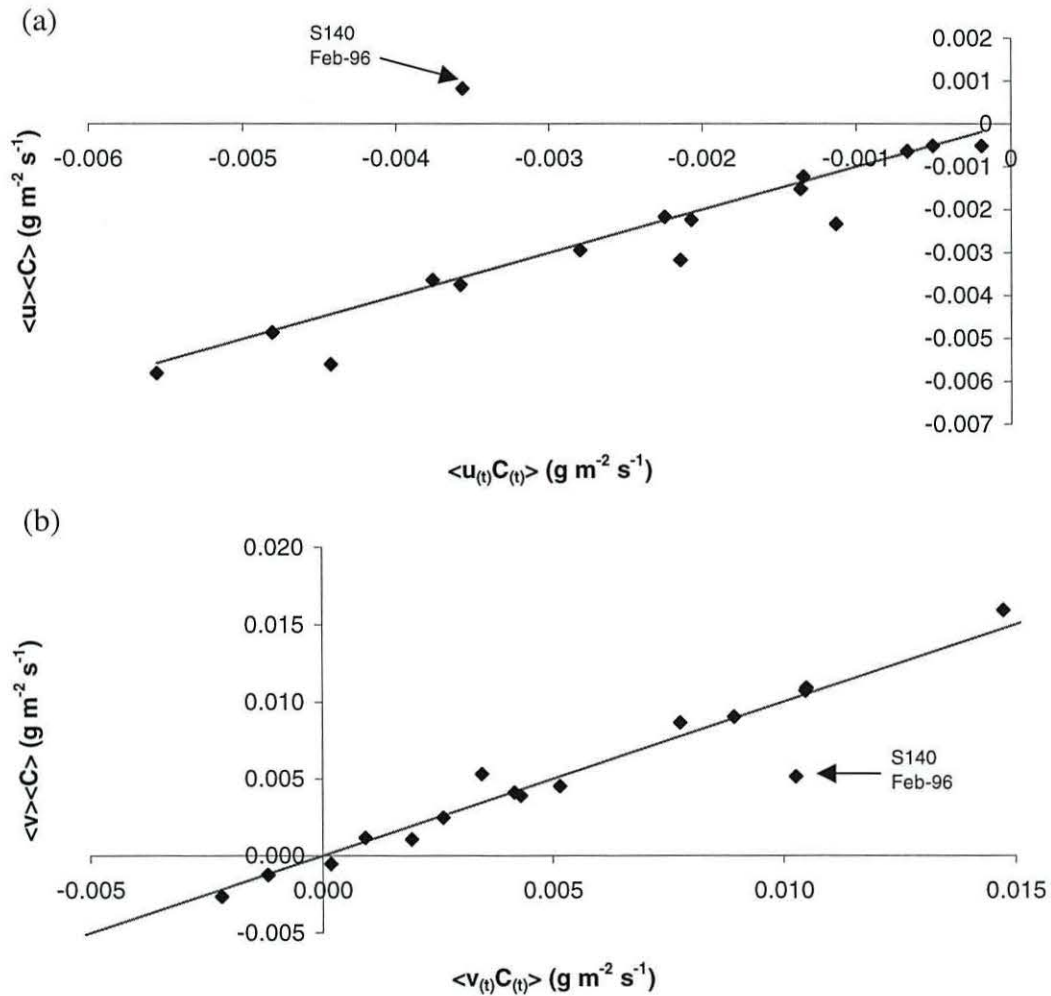 (a)
S140
Feb-96
0.002
0.001
0
-0.001
-0.002
-0.003
-0.004
-0.005
-0.006
-0.007
-0.006 -0.005 -0.004 -0.003 -0.002 -0.001 0
<u><C> (g m⁻² s⁻¹)
<u₍t₎C₍t₎> (g m⁻² s⁻¹)
(b)
0.020
0.015
0.010
0.005
0.000
-0.005
S140
Feb-96
-0.005 0.000 0.005 0.010 0.015
<v><C> (g m⁻² s⁻¹)
<v₍t₎C₍t₎> (g m⁻² s⁻¹)